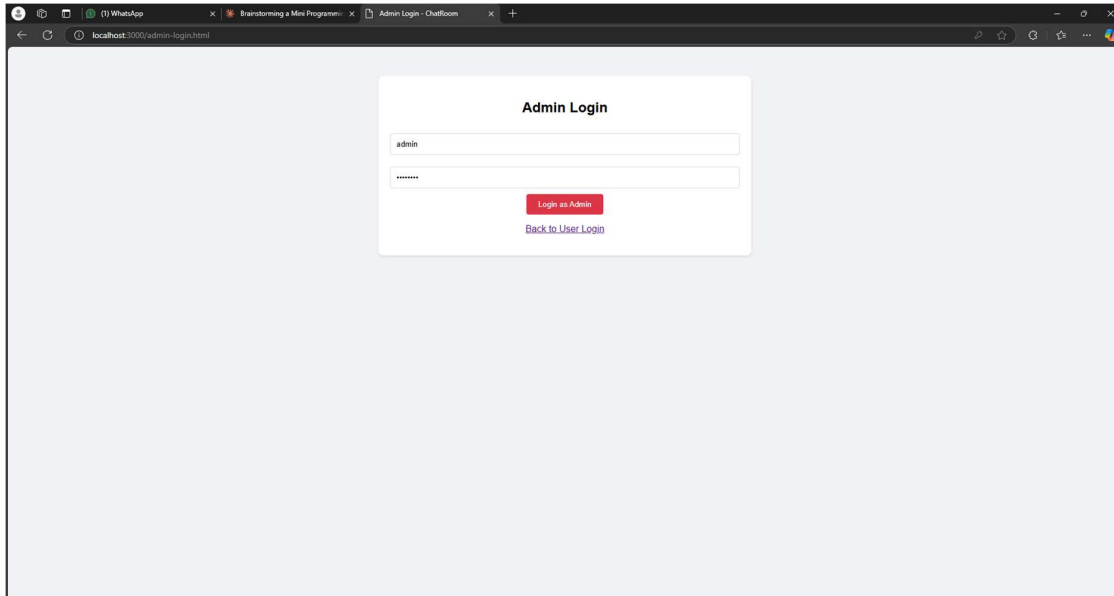 (1) WhatsApp
Brainstorming a Mini Programmi
Admin Login - ChatRoom
localhost:3000/admin-login.html
Admin Login
admin
••••••••
Login as Admin
Back to User Login